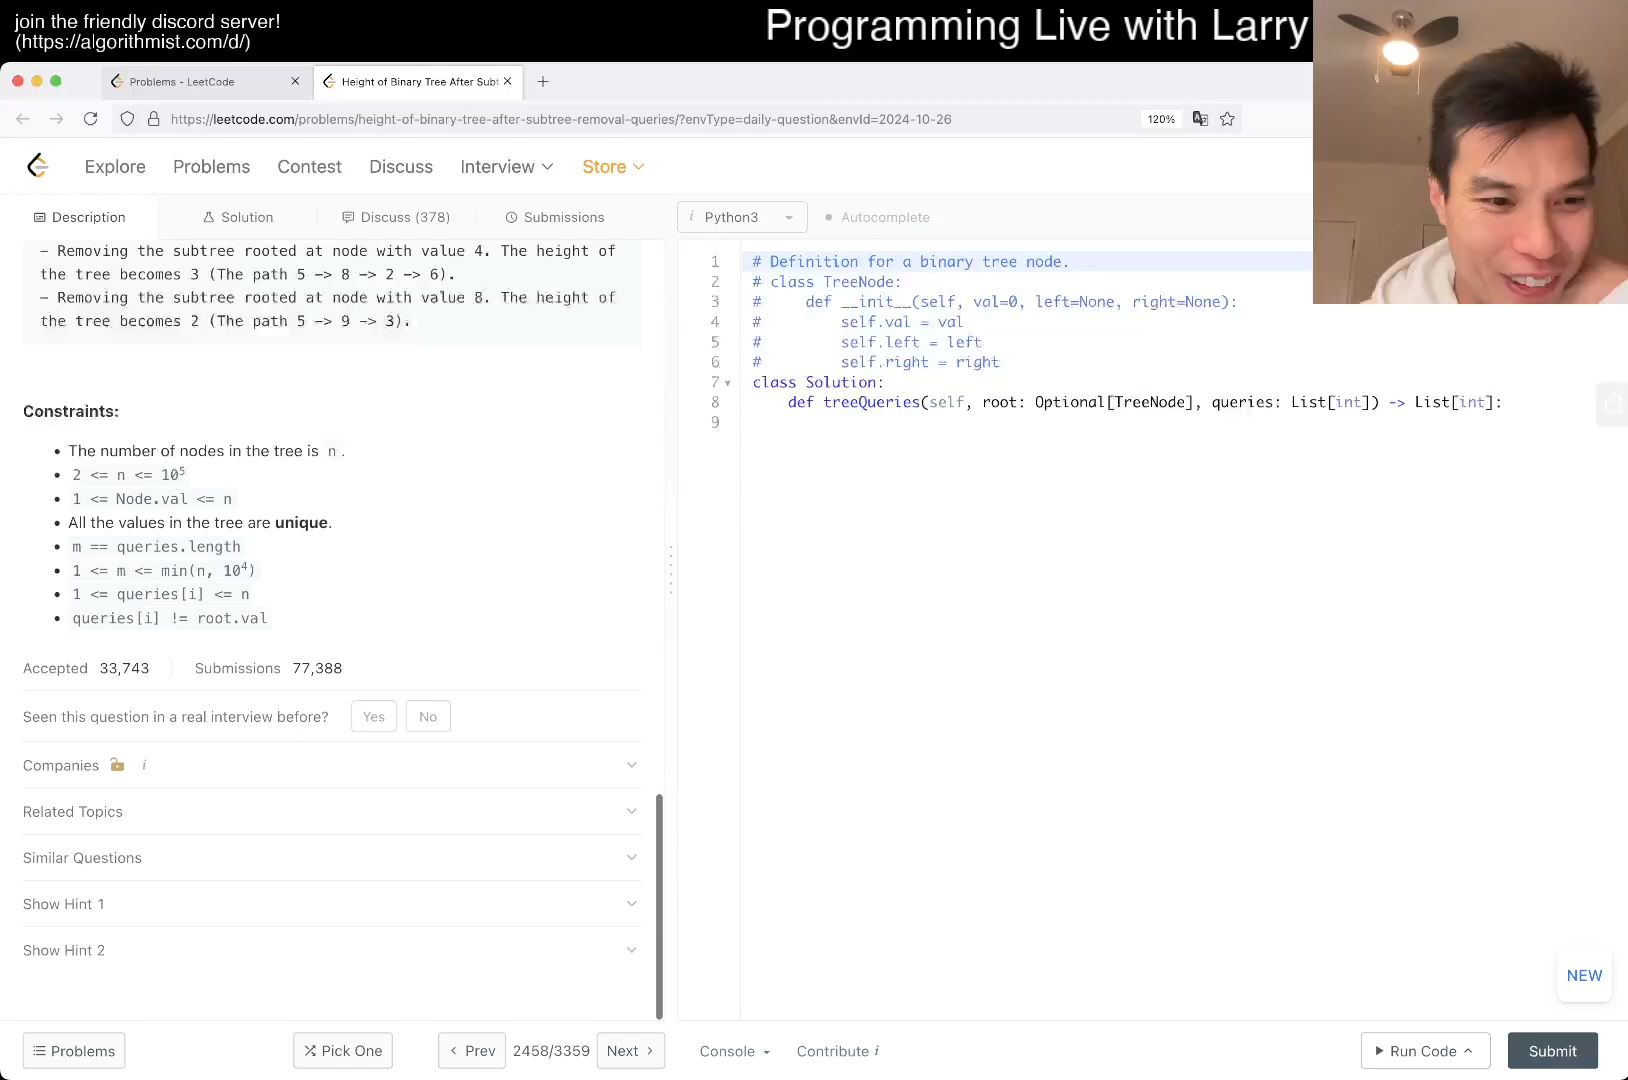 join the friendly discord server!
(https://algorithmist.com/d/)
Programming Live with Larry
Problems - LeetCode
Height of Binary Tree After Subt
https://leetcode.com/problems/height-of-binary-tree-after-subtree-removal-queries/?envType=daily-question&envId=2024-10-26
120%
Explore
Problems
Contest
Discuss
Interview
Store
Description
Solution
Discuss (378)
Submissions
i Python3
Autocomplete
– Removing the subtree rooted at node with value 4. The height of
the tree becomes 3 (The path 5 -> 8 -> 2 -> 6).
– Removing the subtree rooted at node with value 8. The height of
the tree becomes 2 (The path 5 -> 9 -> 3).
Constraints:
• The number of nodes in the tree is n.
• 2 <= n <= 10^5
• 1 <= Node.val <= n
• All the values in the tree are unique.
• m == queries.length
• 1 <= m <= min(n, 10^4)
• 1 <= queries[i] <= n
• queries[i] != root.val
Accepted 33,743 Submissions 77,388
Seen this question in a real interview before? Yes No
Companies i
Related Topics
Similar Questions
Show Hint 1
Show Hint 2
1 # Definition for a binary tree node.
2 # class TreeNode:
3 #     def __init__(self, val=0, left=None, right=None):
4 #         self.val = val
5 #         self.left = left
6 #         self.right = right
7 class Solution:
8     def treeQueries(self, root: Optional[TreeNode], queries: List[int]) -> List[int]:
9
NEW
Problems
Pick One
Prev
2458/3359
Next
Console
Contribute i
Run Code
Submit